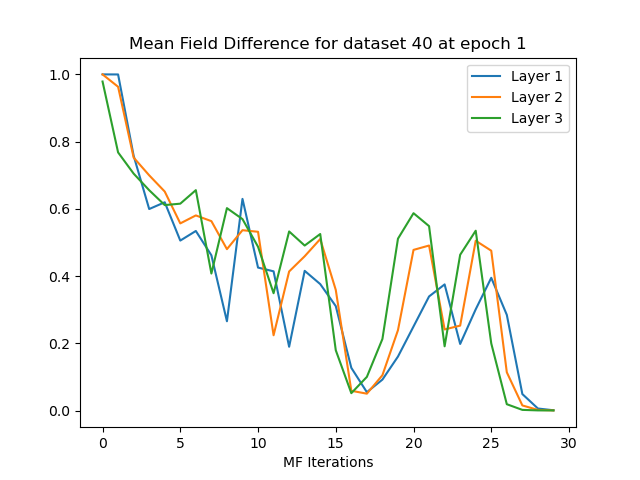 Mean Field Difference for dataset 40 at epoch 1
Layer 1
Layer 2
Layer 3
1.0
0.8
0.6
0.4
0.2
0.0
0 5 10 15 20 25 30
MF Iterations